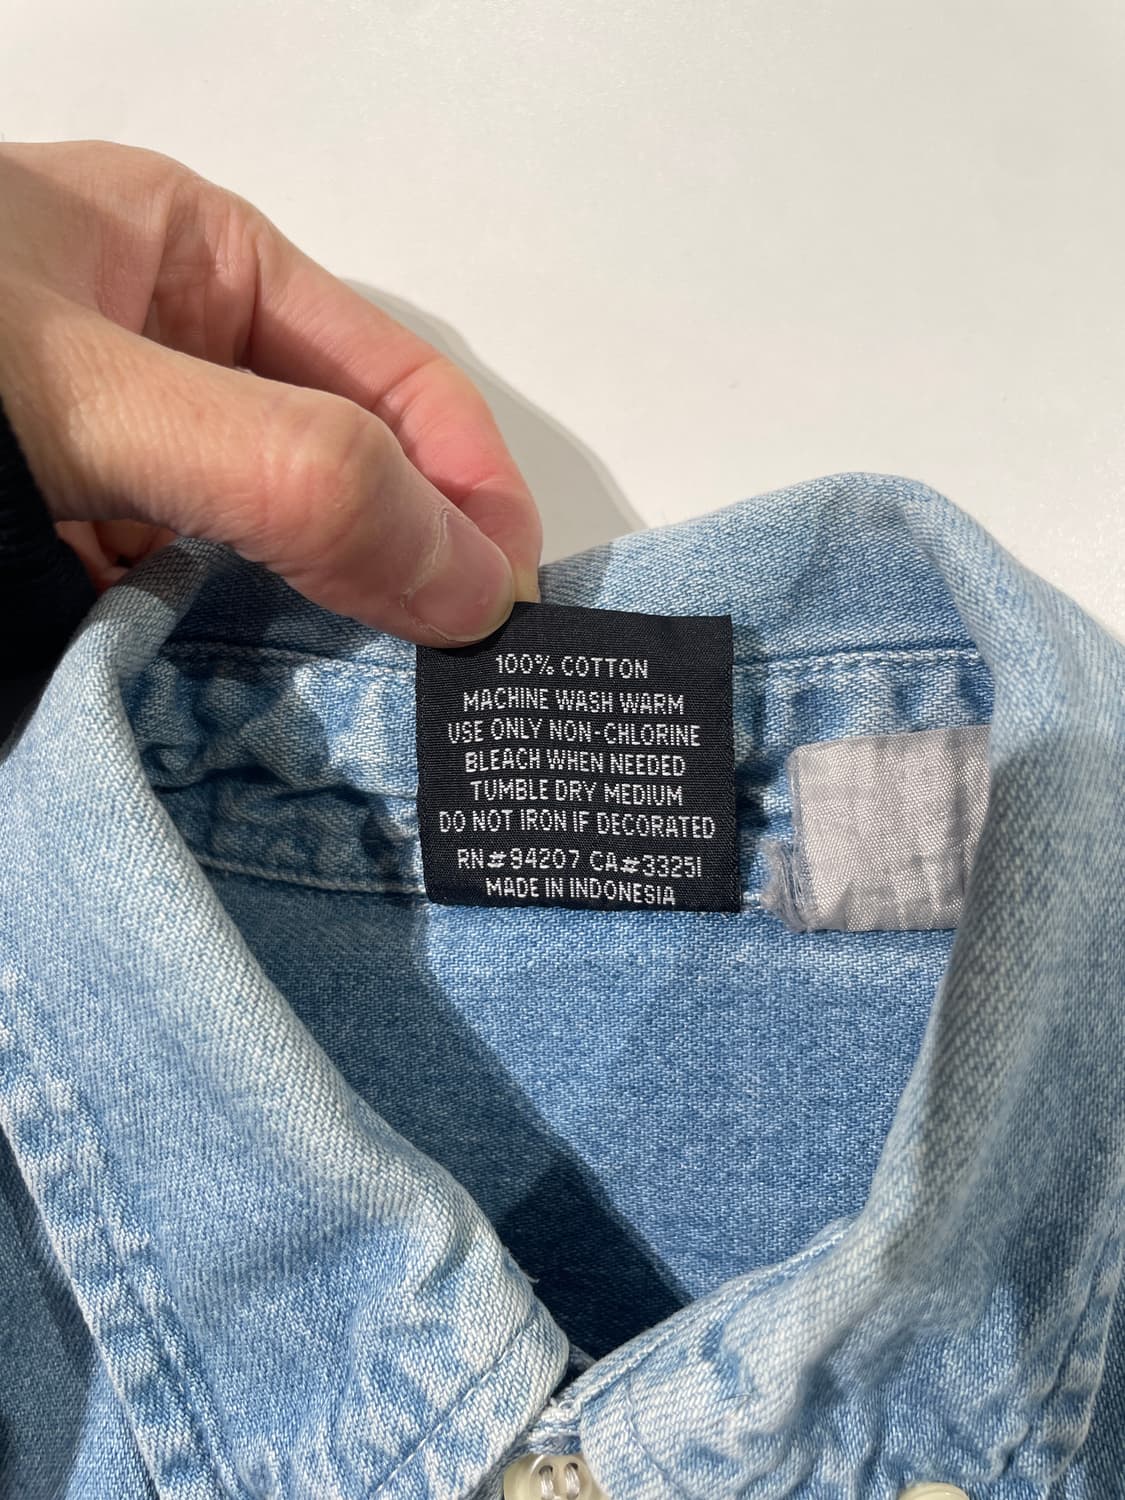 100% COTTON
MACHINE WASH WARM
USE ONLY NON-CHLORINE
BLEACH WHEN NEEDED
TUMBLE DRY MEDIUM
DO NOT IRON IF DECORATED
RN#94207 CA#33251
MADE IN INDONESIA